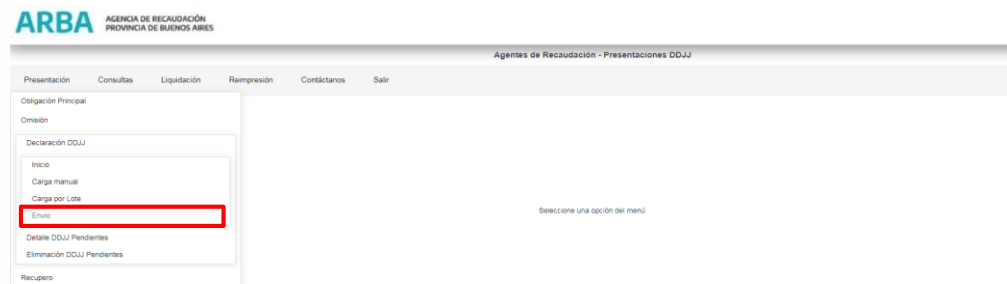 ARBA
AGENCIA DE RECAUDACIÓN
PROVINCIA DE BUENOS AIRES
Agentes de Recaudación - Presentaciones DDJJ
Presentación Consultas Liquidación Reimpresión Contáctanos Salir
Obligación Principal
Omisión
Declaración DDJJ
Inicio
Carga manual
Carga por Lote
Envio
Seleccione una opción del menú
Detalle DDJJ Pendientes
Eliminación DDJJ Pendientes
Recupero